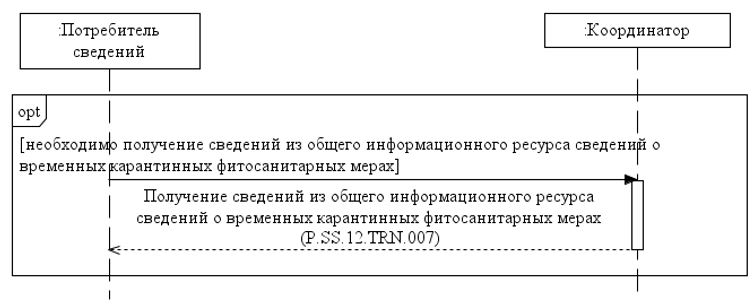 :Потребитель
сведений
:Координатор
opt
[необходимо получение сведений из общего информационного ресурса сведений о
временных карантинных фитосанитарных мерах]
Получение сведений из общего информационного ресурса
сведений о временных карантинных фитосанитарных мерах
(P.SS.12.TRN.007)